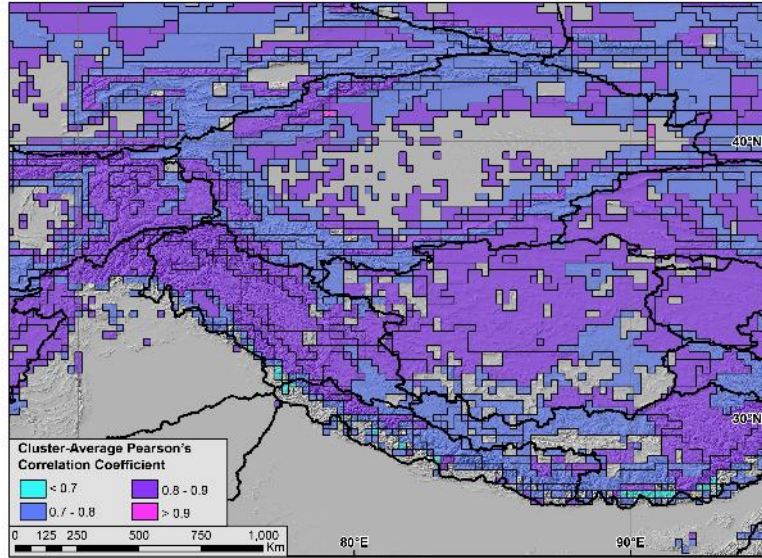 40°N
30°N
Cluster-Average Pearson's
Correlation Coefficient
< 0.7 0.8 - 0.9
0.7 - 0.8 > 0.9
0 125 250 500 750 1,000
Km
80°E 90°E